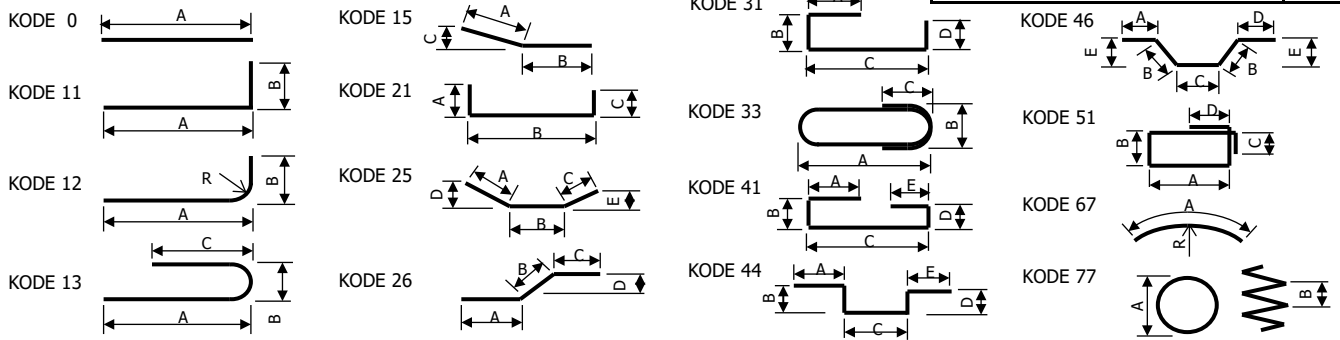 KODE 0
A
KODE 11
A
B
KODE 12
R
A
B
KODE 13
C
A
B
KODE 15
A
C
B
KODE 21
A
B
C
KODE 25
A
C
D
B
E
KODE 26
B
C
D
A
KODE 31
B
D
C
KODE 33
C
B
A
KODE 41
A
E
B
D
C
KODE 44
A
E
B
D
C
KODE 46
A
D
E
B
C
B
E
KODE 51
D
B
C
A
KODE 67
A
R
KODE 77
A
B